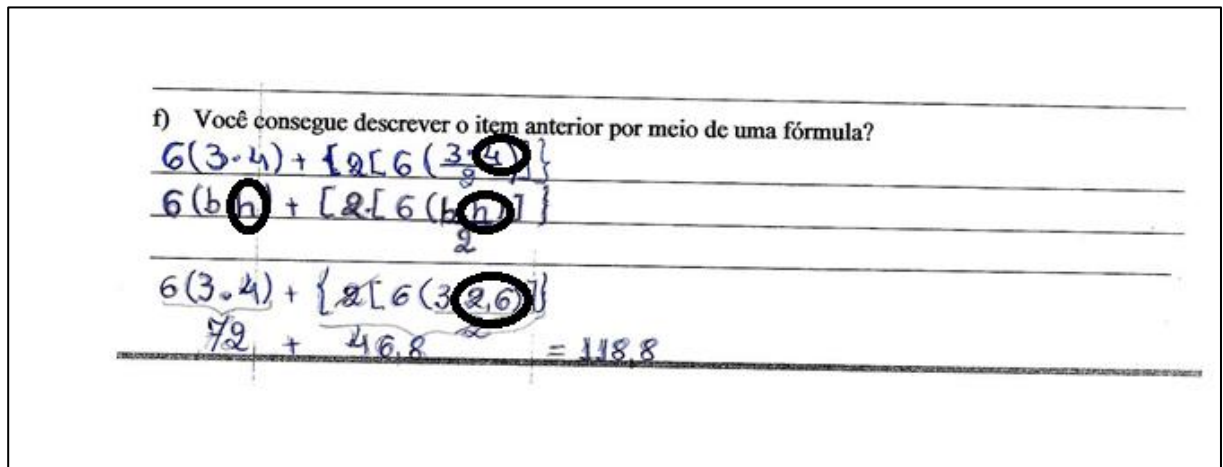 f) Você consegue descrever o item anterior por meio de uma fórmula?
6(3·4) + {2[6(3·4/2)]}
6(b·h) + [2·[6(b·h/2)]}
6(3·4) + {2[6(3·2,6/2)]}
72 + 46,8 = 118,8